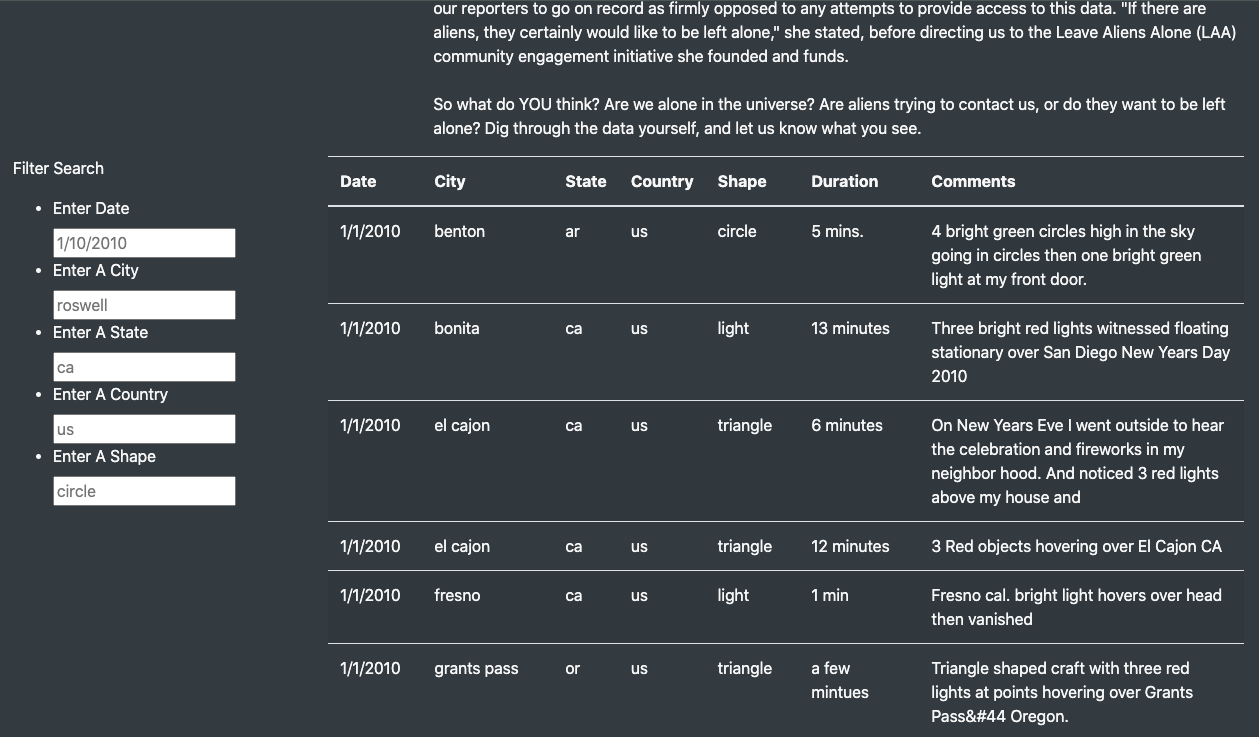 our reporters to go on record as firmly opposed to any attempts to provide access to this data. "If there are
aliens, they certainly would like to be left alone," she stated, before directing us to the Leave Aliens Alone (LAA)
community engagement initiative she founded and funds.
So what do YOU think? Are we alone in the universe? Are aliens trying to contact us, or do they want to be left
alone? Dig through the data yourself, and let us know what you see.
Filter Search
• Enter Date
1/10/2010
• Enter A City
roswell
• Enter A State
ca
• Enter A Country
us
• Enter A Shape
circle
Date City State Country Shape Duration Comments
1/1/2010 benton ar us circle 5 mins. 4 bright green circles high in the sky
going in circles then one bright green
light at my front door.
1/1/2010 bonita ca us light 13 minutes Three bright red lights witnessed floating
stationary over San Diego New Years Day
2010
1/1/2010 el cajon ca us triangle 6 minutes On New Years Eve I went outside to hear
the celebration and fireworks in my
neighbor hood. And noticed 3 red lights
above my house and
1/1/2010 el cajon ca us triangle 12 minutes 3 Red objects hovering over El Cajon CA
1/1/2010 fresno ca us light 1 min Fresno cal. bright light hovers over head
then vanished
1/1/2010 grants pass or us triangle a few Triangle shaped craft with three red
mintues lights at points hovering over Grants
Pass&#44 Oregon.